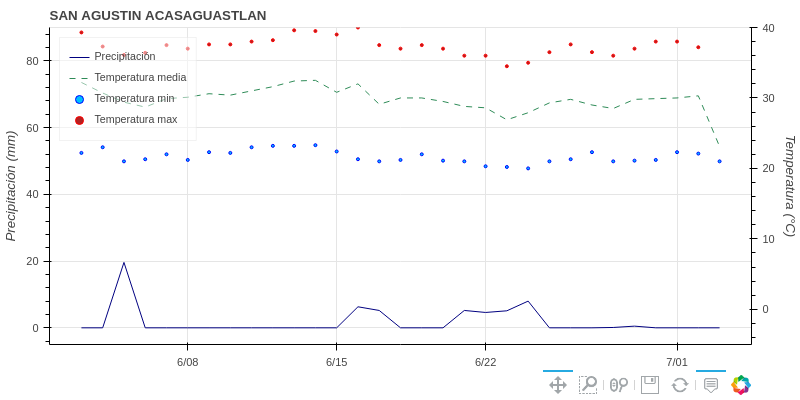 SAN AGUSTIN ACASAGUASTLAN
Precipitación
Temperatura media
Temperatura min
Temperatura max
Precipitación (mm)
80
60
40
20
0
Temperatura (°C)
40
30
20
10
0
6/08
6/15
6/22
7/01